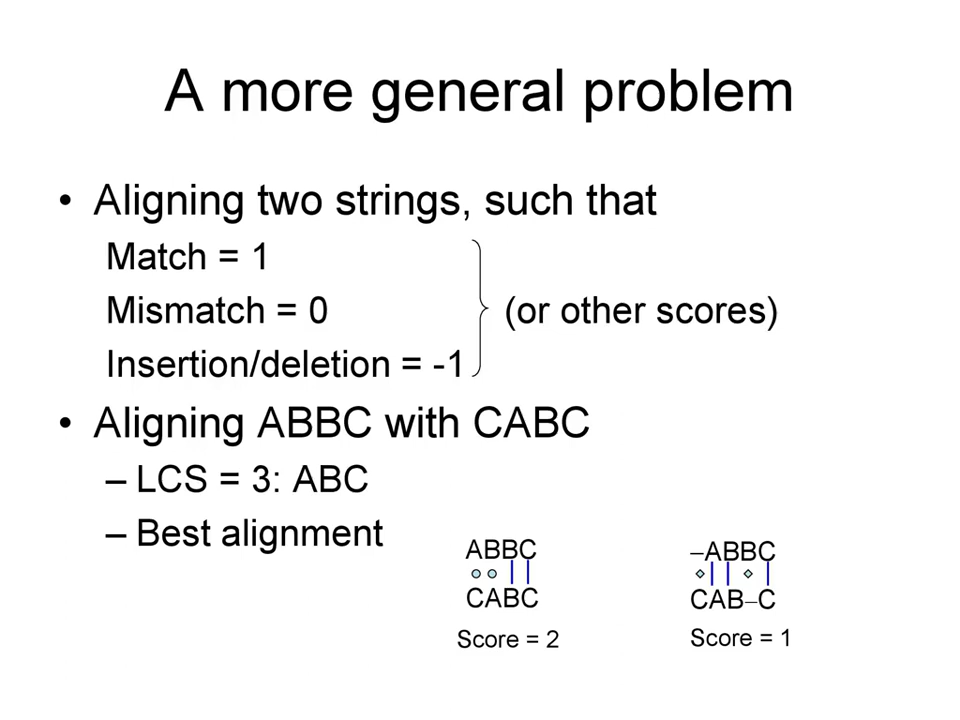 A more general problem
• Aligning two strings, such that
Match = 1
Mismatch = 0 (or other scores)
Insertion/deletion = -1
• Aligning ABBC with CABC
– LCS = 3: ABC
– Best alignment
ABBC
CABC
Score = 2
–ABBC
CAB–C
Score = 1